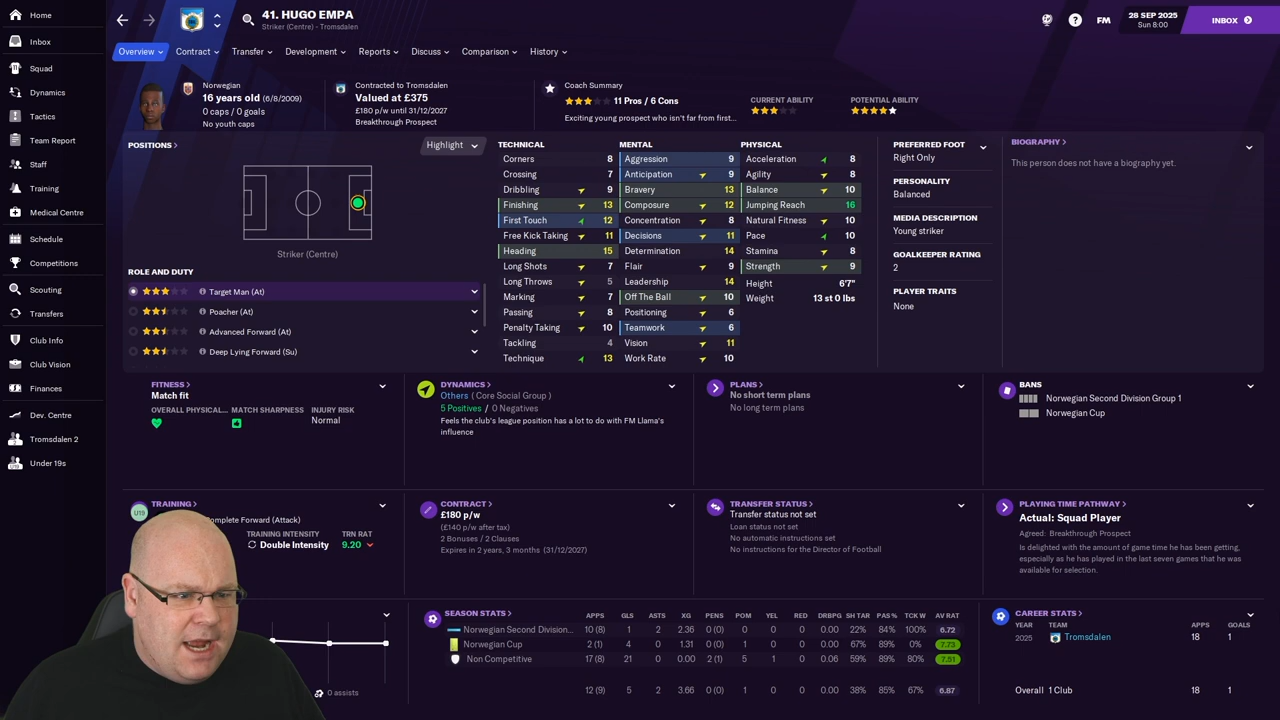 Home
Inbox
Squad
Dynamics
Tactics
Team Report
Staff
Training
Medical Centre
Schedule
Competitions
Scouting
Transfers
Club Info
Club Vision
Finances
Dev. Centre
Tromsdalen 2
Under 19s
41. HUGO EMPA
Striker (Centre) - Tromsdalen
FM
28 SEP 2025
Sun 8:00
INBOX
Overview Contract Transfer Development Reports Discuss Comparison History
Norwegian
16 years old (6/8/2009)
0 caps / 0 goals
No youth caps
Contracted to Tromsdalen
Valued at £375
£180 p/w until 31/12/2027
Breakthrough Prospect
Coach Summary
11 Pros / 6 Cons
Exciting young prospect who isn't far from first...
CURRENT ABILITY
POTENTIAL ABILITY
POSITIONS
Highlight
Striker (Centre)
ROLE AND DUTY
Target Man (At)
Poacher (At)
Advanced Forward (At)
Deep Lying Forward (Su)
TECHNICAL
Corners 8
Crossing 7
Dribbling 9
Finishing 13
First Touch 12
Free Kick Taking 11
Heading 15
Long Shots 7
Long Throws 5
Marking 7
Passing 8
Penalty Taking 10
Tackling 4
Technique 13
MENTAL
Aggression 9
Anticipation 9
Bravery 13
Composure 12
Concentration 8
Decisions 11
Determination 14
Flair 9
Leadership 14
Off The Ball 10
Positioning 6
Teamwork 6
Vision 11
Work Rate 10
PHYSICAL
Acceleration 8
Agility 8
Balance 10
Jumping Reach 16
Natural Fitness 10
Pace 10
Stamina 8
Strength 9
Height 6'7"
Weight 13 st 0 lbs
PREFERRED FOOT
Right Only
PERSONALITY
Balanced
MEDIA DESCRIPTION
Young striker
GOALKEEPER RATING
2
PLAYER TRAITS
None
BIOGRAPHY
This person does not have a biography yet.
FITNESS
Match fit
OVERALL PHYSICAL... MATCH SHARPNESS INJURY RISK
Normal
DYNAMICS
Others ( Core Social Group )
5 Positives / 0 Negatives
Feels the club's league position has a lot to do with FM Llama's
influence
PLANS
No short term plans
No long term plans
BANS
Norwegian Second Division Group 1
Norwegian Cup
TRAINING
U19
omplete Forward (Attack)
TRAINING INTENSITY TRN RAT
Double Intensity 9.20
CONTRACT
£180 p/w
(£140 p/w after tax)
2 Bonuses / 2 Clauses
Expires in 2 years, 3 months (31/12/2027)
TRANSFER STATUS
Transfer status not set
Loan status not set
No automatic instructions set
No instructions for the Director of Football
PLAYING TIME PATHWAY
Actual: Squad Player
Agreed: Breakthrough Prospect
Is delighted with the amount of game time he has been getting,
especially as he has played in the last seven games that he was
available for selection.
0 assists
SEASON STATS APPS GLS ASTS XG PENS POM YEL RED DRBPG SH TAR PAS% TCK W AV RAT
Norwegian Second Division... 10 (8) 1 2 2.36 0 (0) 0 0 0 0.00 22% 84% 100% 6.72
Norwegian Cup 2 (1) 4 0 1.31 0 (0) 1 0 0 0.00 67% 89% 0% 7.73
Non Competitive 17 (8) 21 0 0.00 2 (1) 5 1 0 0.06 59% 89% 80% 7.51
12 (9) 5 2 3.66 0 (0) 1 0 0 0.00 38% 85% 67% 6.87
CAREER STATS
YEAR TEAM APPS GOALS
2025 Tromsdalen 18 1
Overall 1 Club 18 1